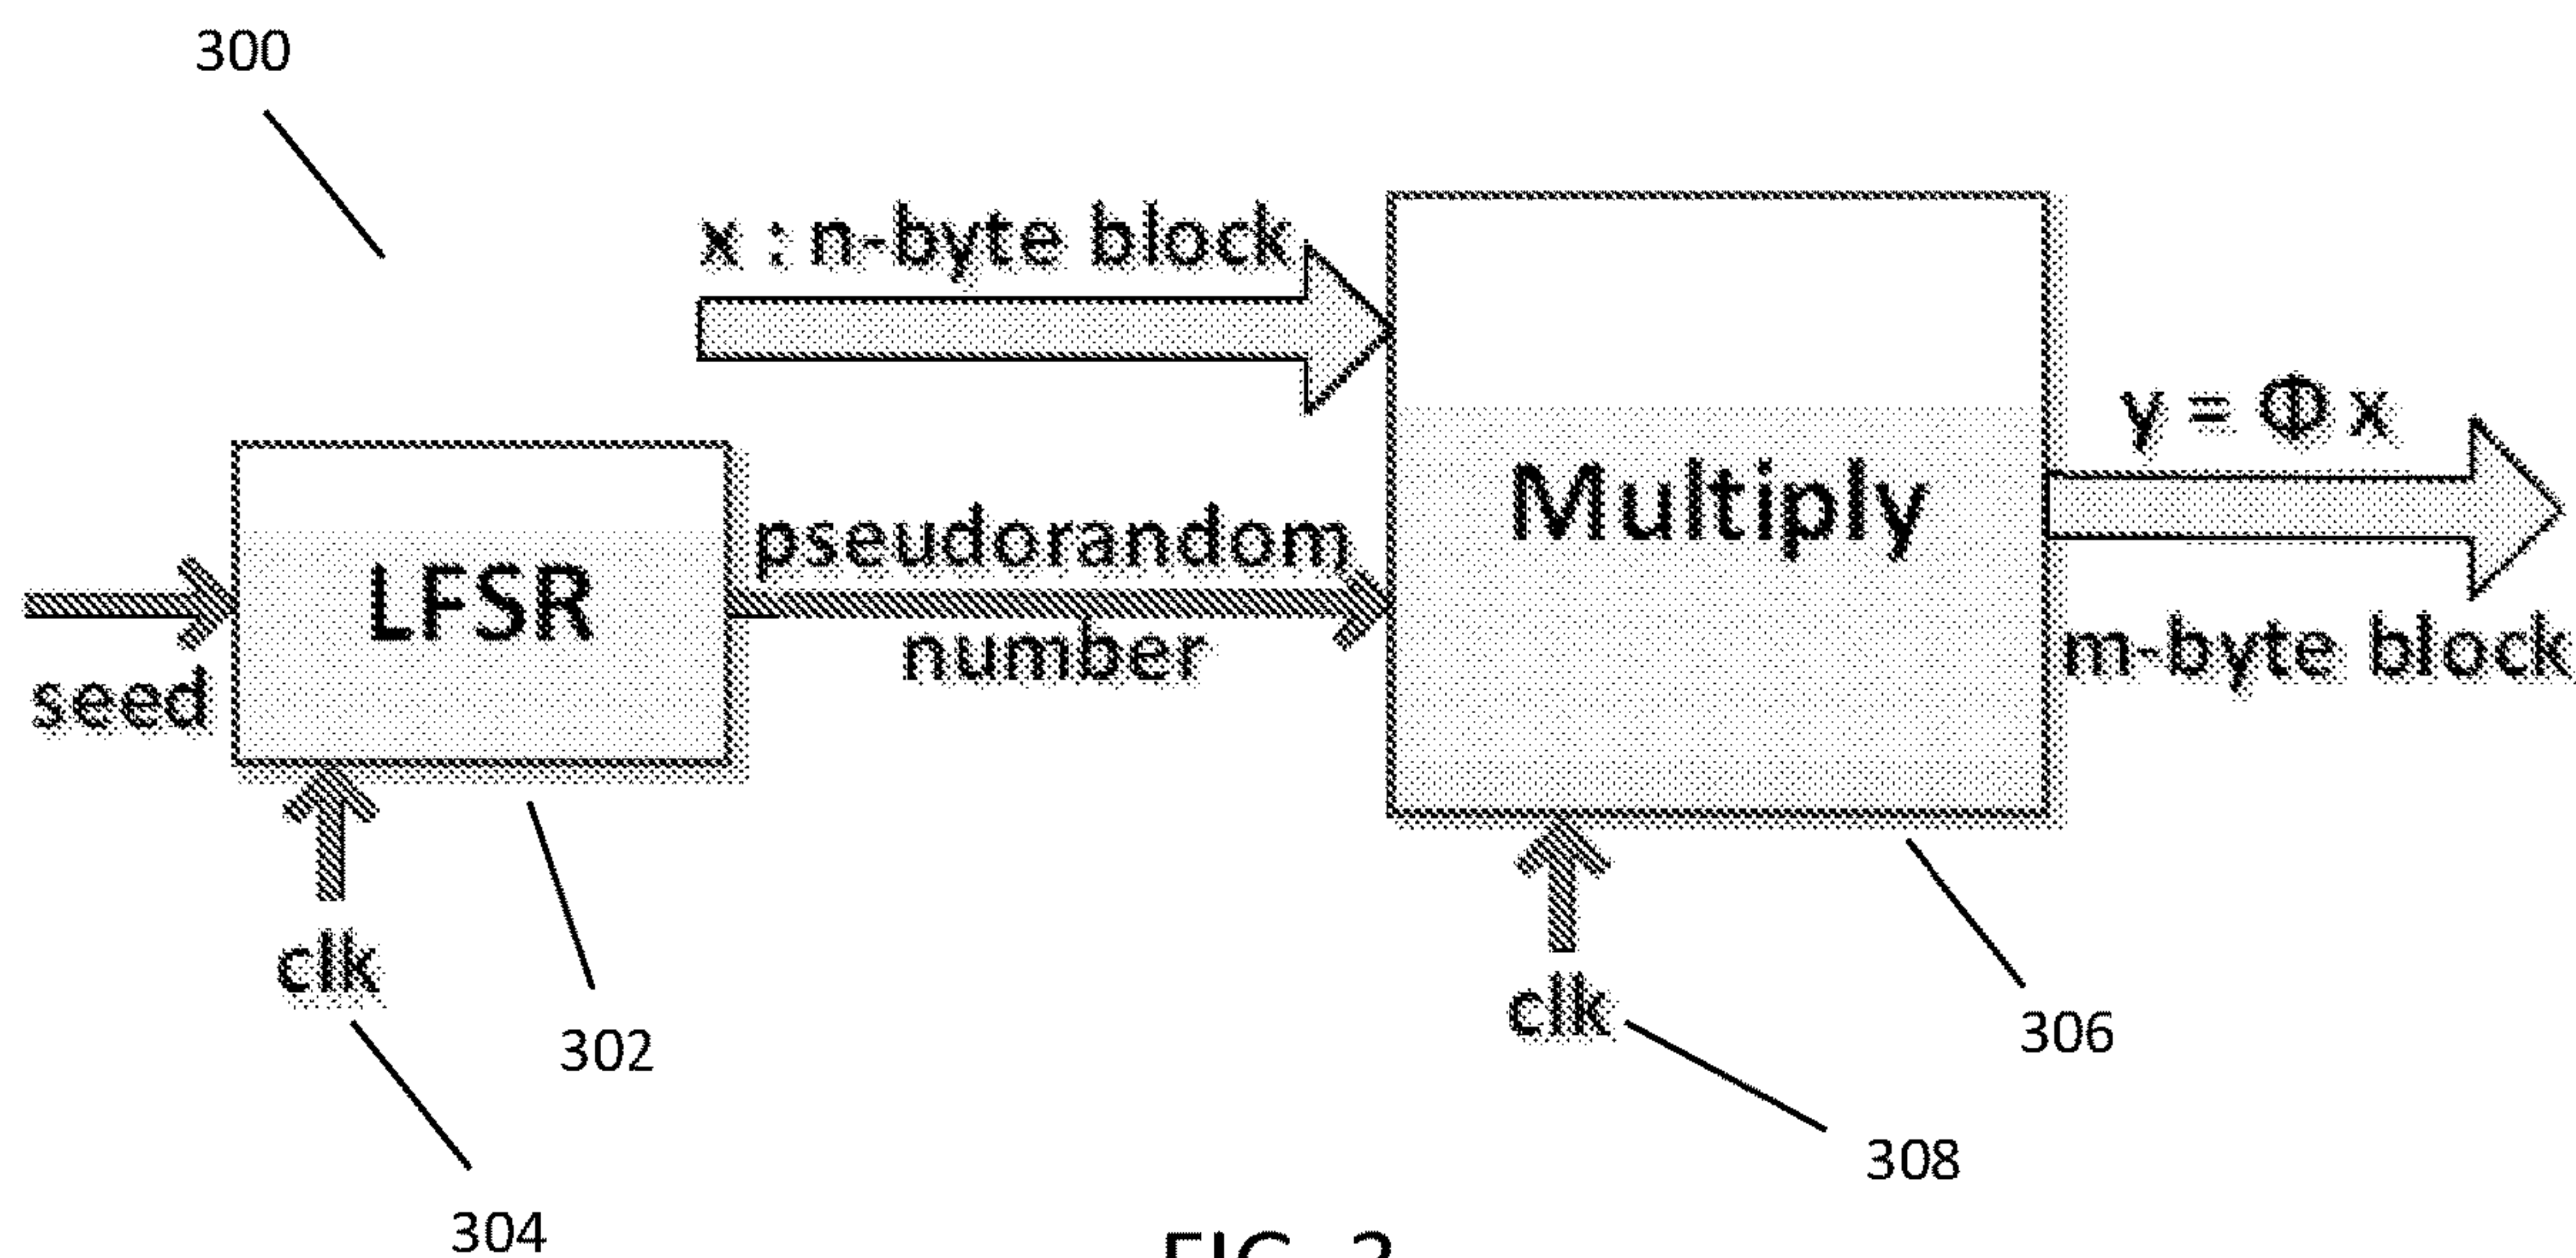 300
x : n-byte block
y = Φ x
Multiply
pseudorandom
LFSR
number
m-byte block
seed
clk
clk
302
306
308
304